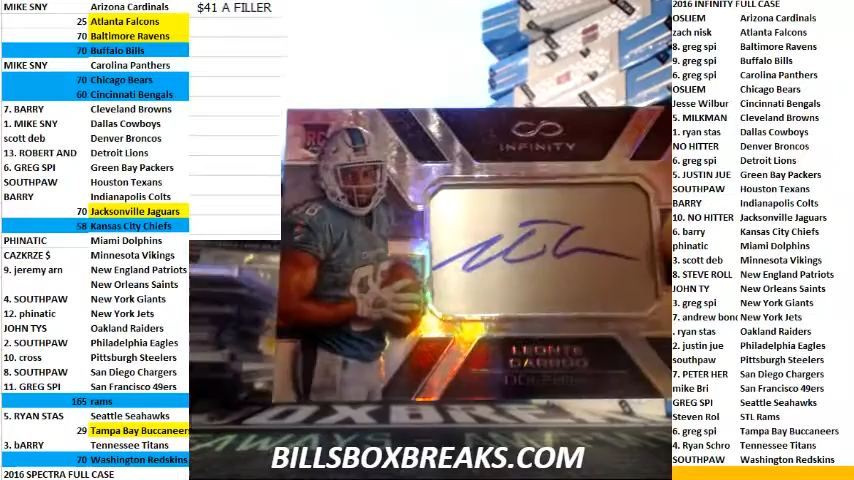 MIKE SNY Arizona Cardinals
25 Atlanta Falcons
70 Baltimore Ravens
70 Buffalo Bills
MIKE SNY Carolina Panthers
70 Chicago Bears
60 Cincinnati Bengals
7. BARRY Cleveland Browns
1. MIKE SNY Dallas Cowboys
scott deb Denver Broncos
13. ROBERT AND Detroit Lions
6. GREG SPI Green Bay Packers
SOUTHPAW Houston Texans
BARRY Indianapolis Colts
70 Jacksonville Jaguars
58 Kansas City Chiefs
PHINATIC Miami Dolphins
CAZKRZE $ Minnesota Vikings
9. jeremy arn New England Patriots
New Orleans Saints
4. SOUTHPAW New York Giants
12. phinatic New York Jets
JOHN TYS Oakland Raiders
2. SOUTHPAW Philadelphia Eagles
10. cross Pittsburgh Steelers
8. SOUTHPAW San Diego Chargers
11. GREG SPI San Francisco 49ers
165 rams
5. RYAN STAS Seattle Seahawks
29 Tampa Bay Buccaneers
3. bARRY Tennessee Titans
70 Washington Redskins
2016 SPECTRA FULL CASE
$41 A FILLER
RC
INFINITY
LEONTE
CARROO
DOLPHINS
BILLSBOXBREAKS.COM
2016 INFINITY FULL CASE
OSLIEM Arizona Cardinals
zach nisk Atlanta Falcons
8. greg spi Baltimore Ravens
9. greg spi Buffalo Bills
6. greg spi Carolina Panthers
OSLIEM Chicago Bears
Jesse Wilbur Cincinnati Bengals
5. MILKMAN Cleveland Browns
1. ryan stas Dallas Cowboys
NO HITTER Denver Broncos
6. greg spi Detroit Lions
5. JUSTIN JUE Green Bay Packers
SOUTHPAW Houston Texans
BARRY Indianapolis Colts
10. NO HITTER Jacksonville Jaguars
6. barry Kansas City Chiefs
phinatic Miami Dolphins
3. scott deb Minnesota Vikings
8. STEVE ROLL New England Patriots
JOHN TY New Orleans Saints
3. greg spi New York Giants
7. andrew bond New York Jets
. ryan stas Oakland Raiders
2. justin jue Philadelphia Eagles
southpaw Pittsburgh Steelers
7. PETER HER San Diego Chargers
mike Bri San Francisco 49ers
GREG SPI Seattle Seahawks
Steven Rol STL Rams
6. greg spi Tampa Bay Buccaneers
4. Ryan Schro Tennessee Titans
SOUTHPAW Washington Redskins